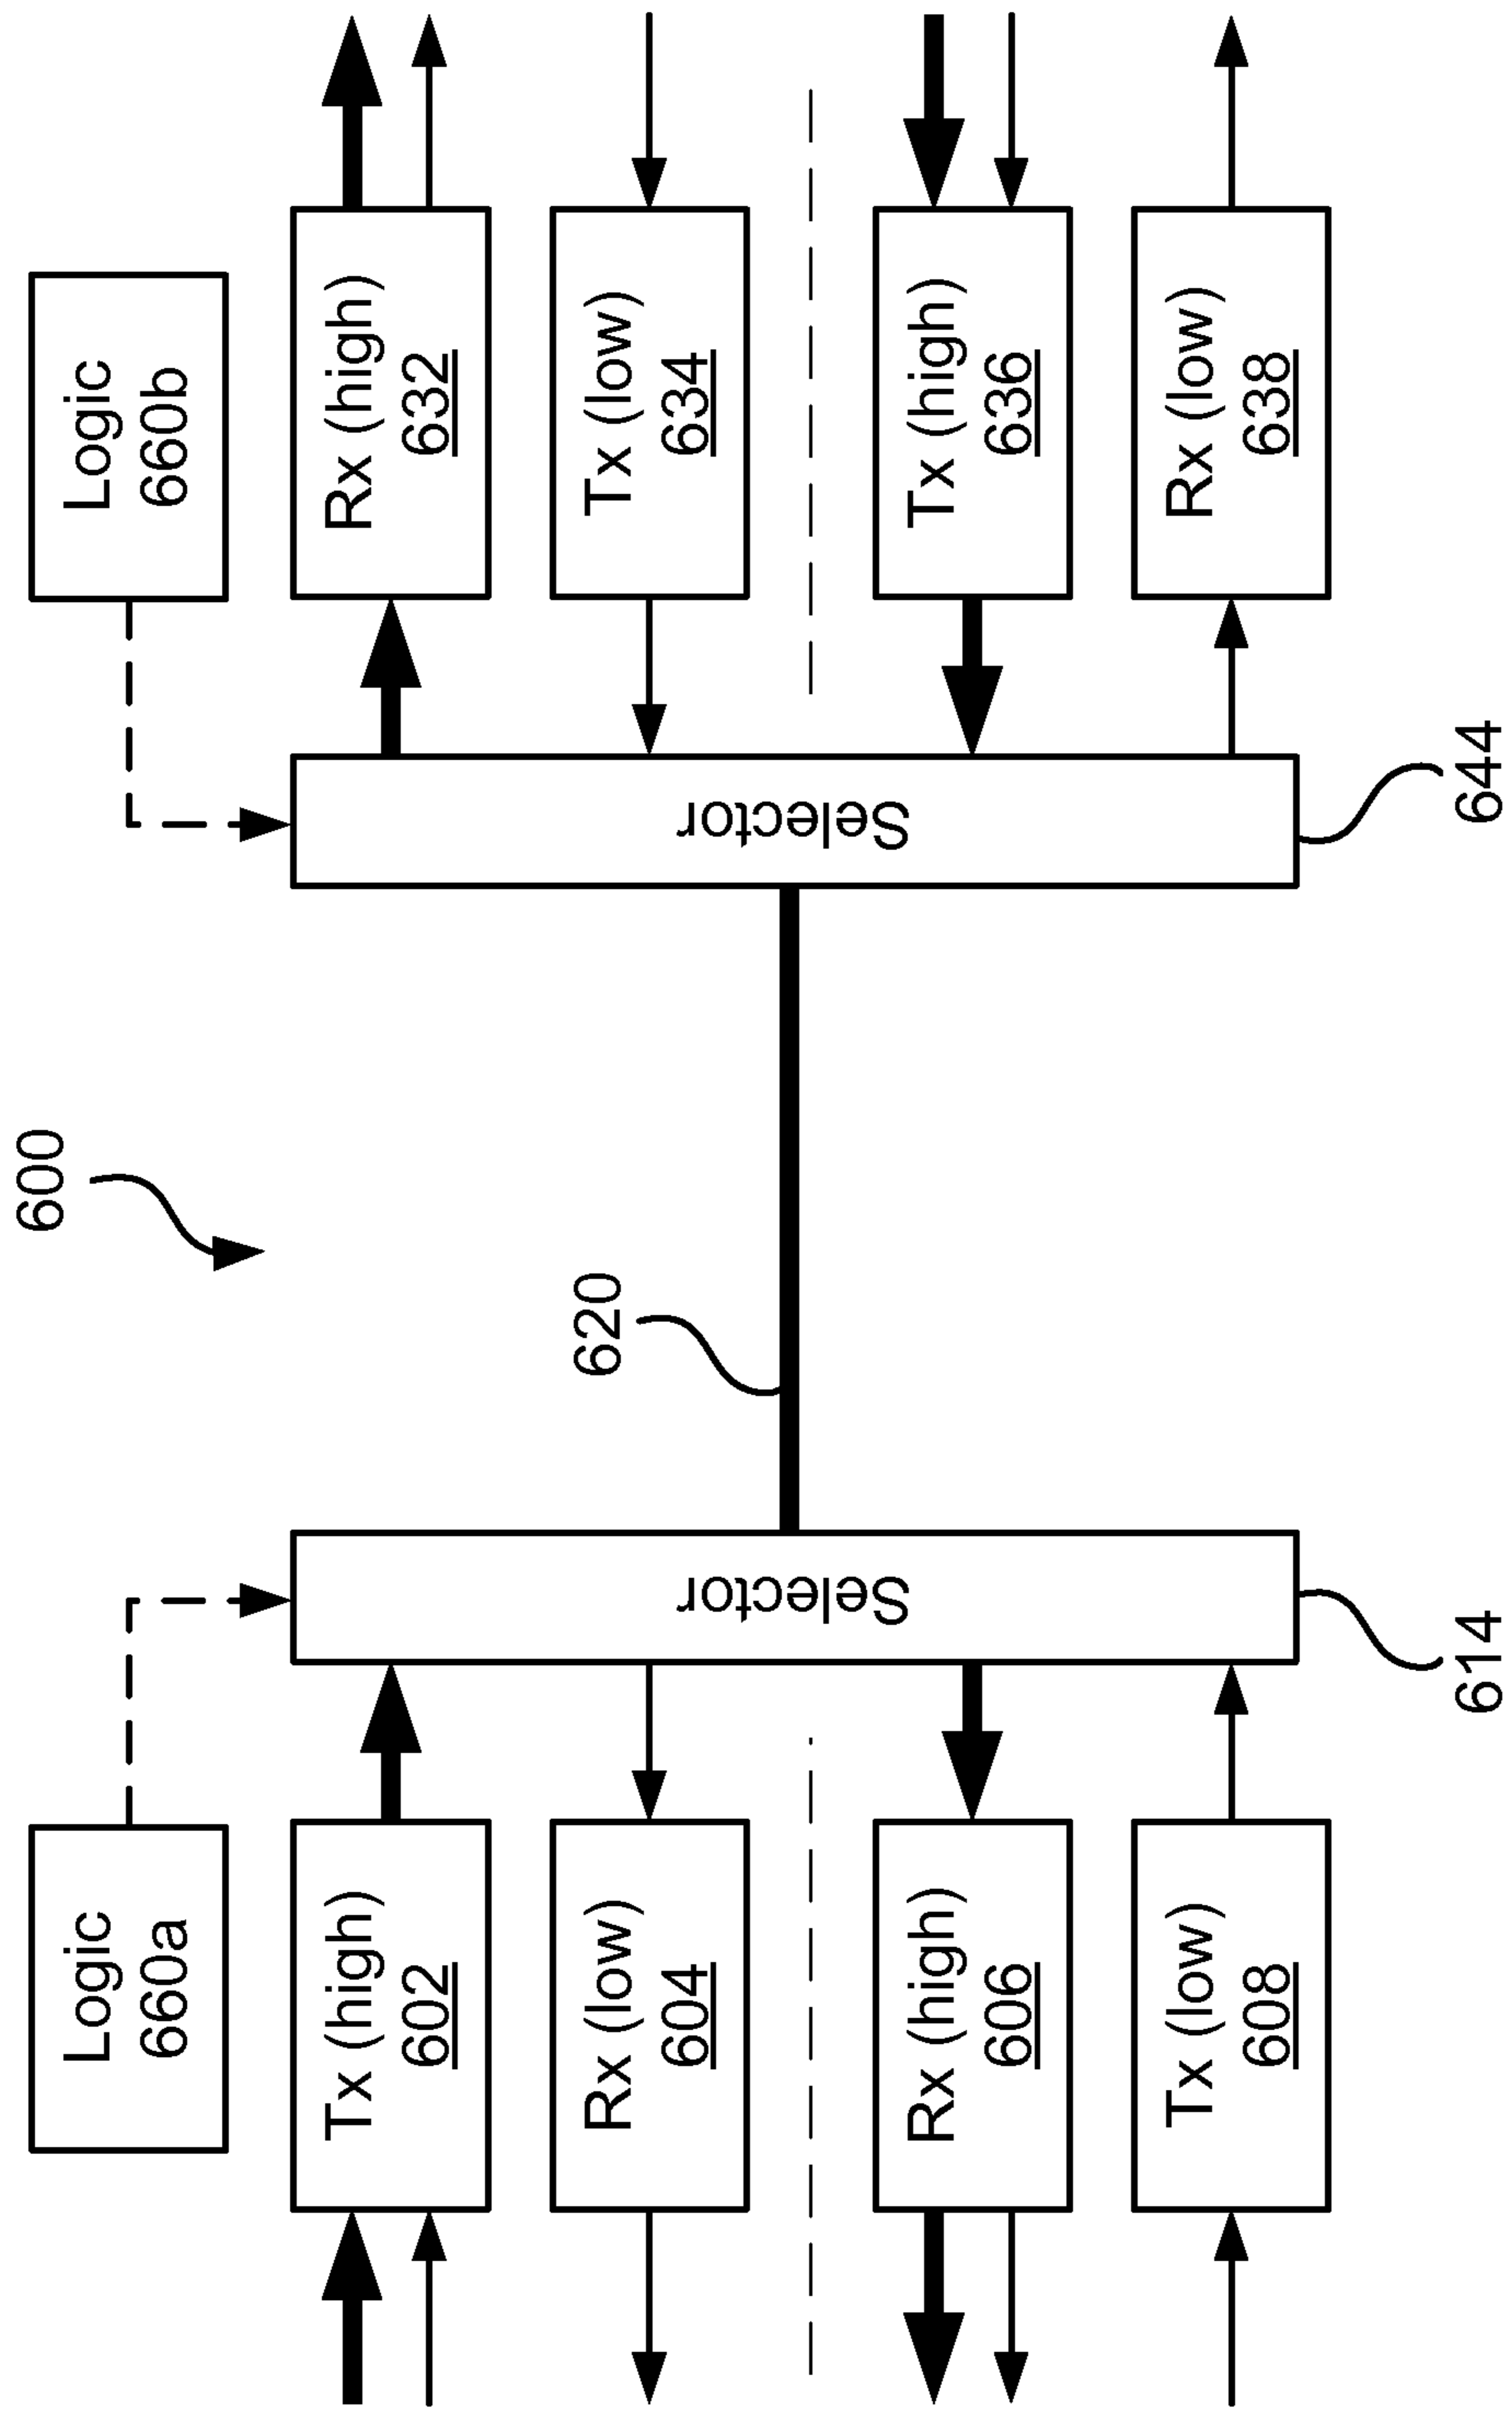 600
Logic
660a
Tx (high)
602
Rx (low)
604
Rx (high)
606
Tx (low)
608
Selector
614
620
Selector
644
Logic
660b
Rx (high)
632
Tx (low)
634
Tx (high)
636
Rx (low)
638